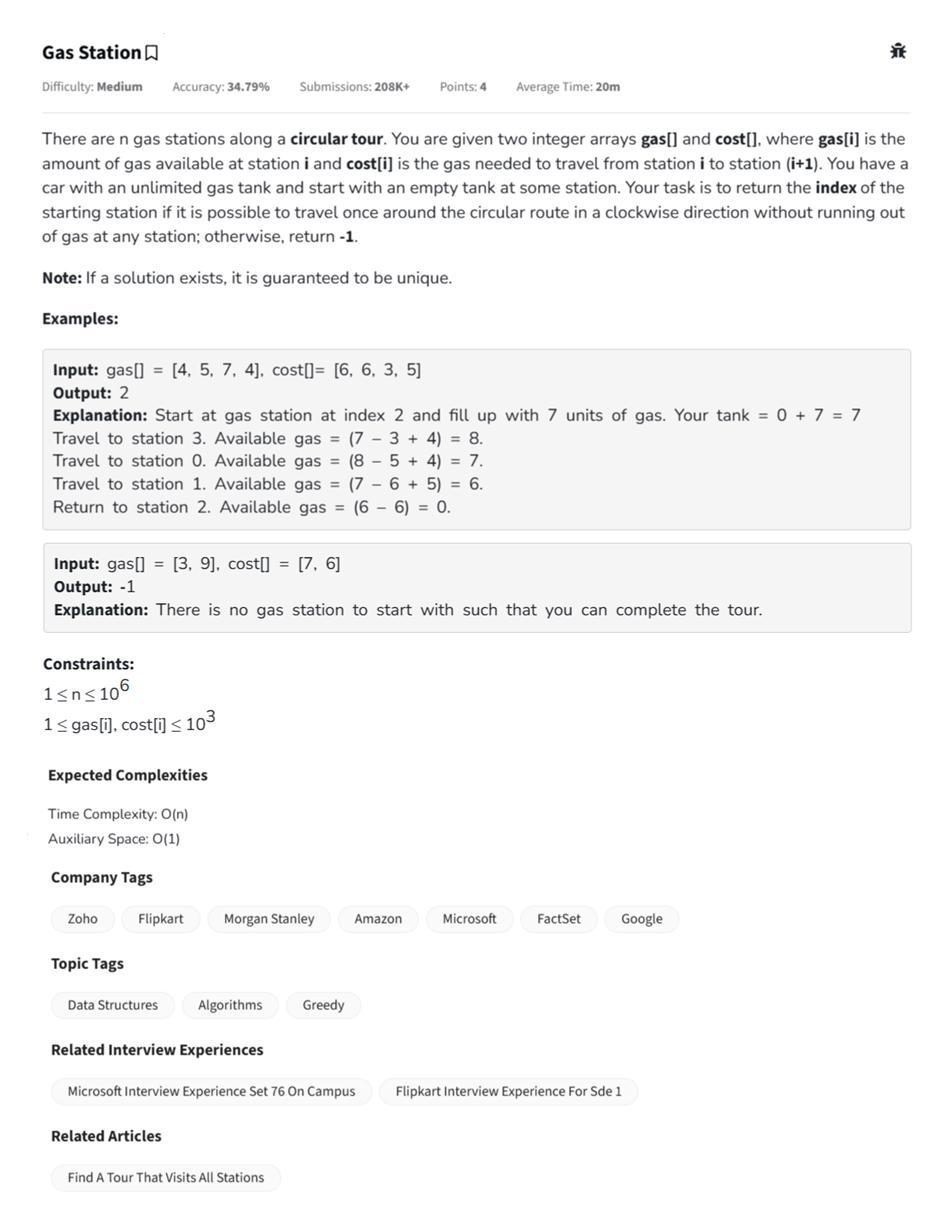 Gas Station
Difficulty: Medium Accuracy: 34.79% Submissions: 208K+ Points: 4 Average Time: 20m
There are n gas stations along a circular tour. You are given two integer arrays gas[] and cost[], where gas[i] is the
amount of gas available at station i and cost[i] is the gas needed to travel from station i to station (i+1). You have a
car with an unlimited gas tank and start with an empty tank at some station. Your task is to return the index of the
starting station if it is possible to travel once around the circular route in a clockwise direction without running out
of gas at any station; otherwise, return -1.
Note: If a solution exists, it is guaranteed to be unique.
Examples:
Input: gas[] = [4, 5, 7, 4], cost[]= [6, 6, 3, 5]
Output: 2
Explanation: Start at gas station at index 2 and fill up with 7 units of gas. Your tank = 0 + 7 = 7
Travel to station 3. Available gas = (7 – 3 + 4) = 8.
Travel to station 0. Available gas = (8 – 5 + 4) = 7.
Travel to station 1. Available gas = (7 – 6 + 5) = 6.
Return to station 2. Available gas = (6 – 6) = 0.
Input: gas[] = [3, 9], cost[] = [7, 6]
Output: -1
Explanation: There is no gas station to start with such that you can complete the tour.
Constraints:
1 ≤ n ≤ 10^6
1 ≤ gas[i], cost[i] ≤ 10^3
Expected Complexities
Time Complexity: O(n)
Auxiliary Space: O(1)
Company Tags
Zoho Flipkart Morgan Stanley Amazon Microsoft FactSet Google
Topic Tags
Data Structures Algorithms Greedy
Related Interview Experiences
Microsoft Interview Experience Set 76 On Campus Flipkart Interview Experience For Sde 1
Related Articles
Find A Tour That Visits All Stations